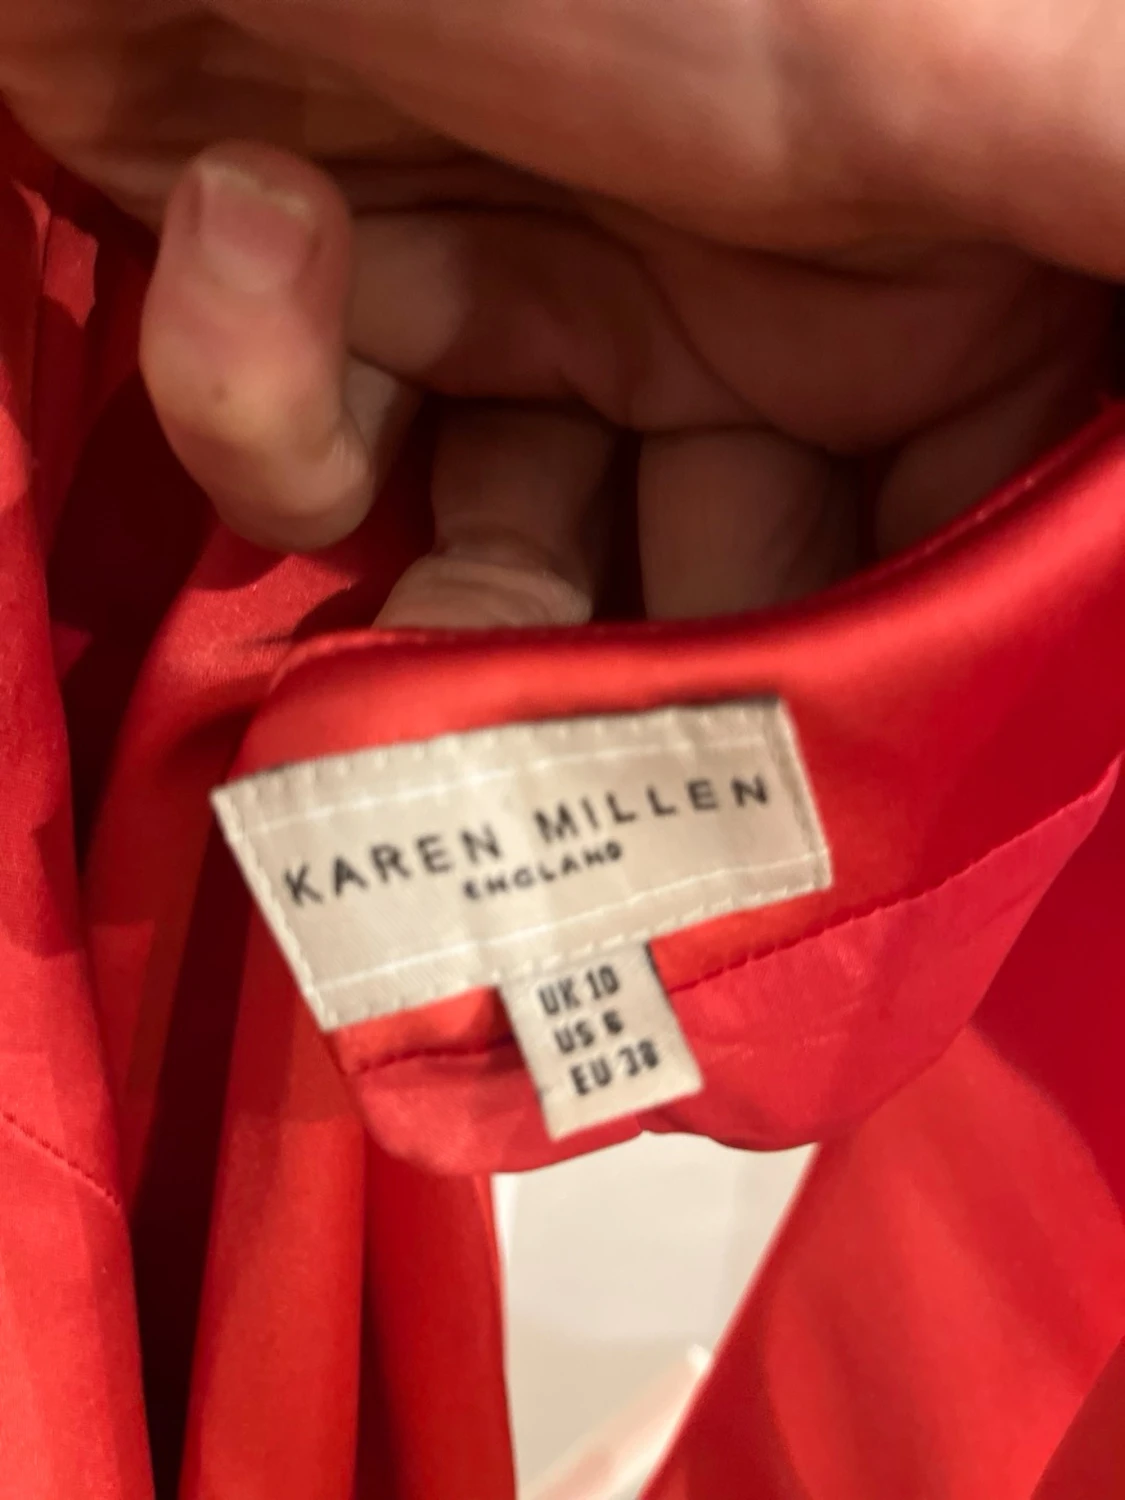 KAREN MILLEN
ENGLAND
UK 10
US 6
EU 38